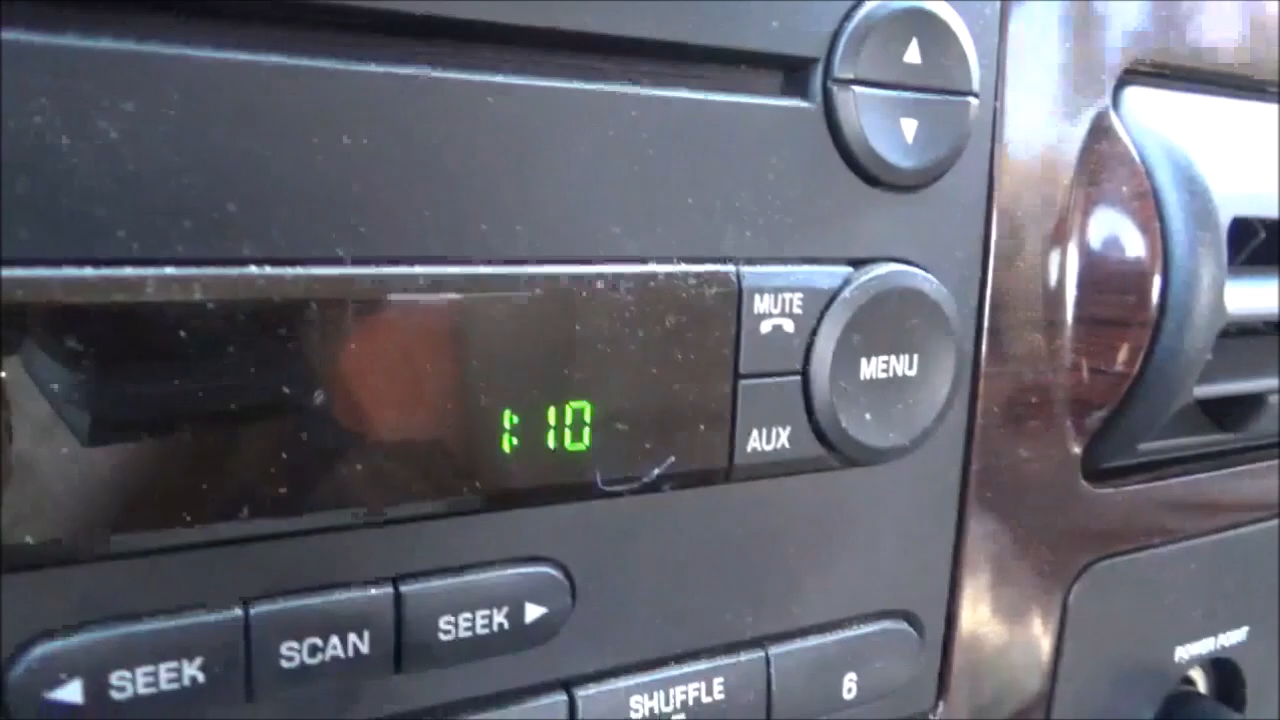 MUTE
MENU
AUX
1:10
◄ SEEK
SCAN
SEEK ►
SHUFFLE
6
POWER POINT